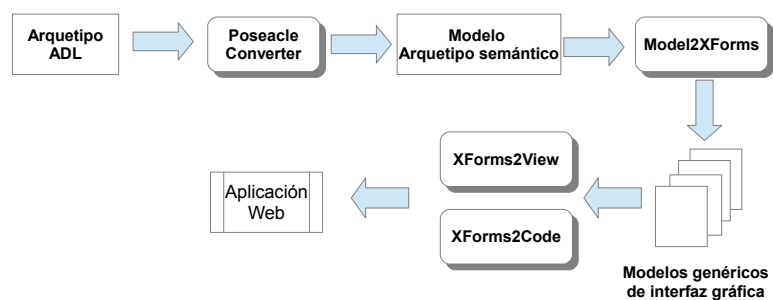 Arquetipo
ADL
Poseacle
Converter
Modelo
Arquetipo semántico
Model2XForms
XForms2View
Aplicación
Web
XForms2Code
Modelos genéricos
de interfaz gráfica